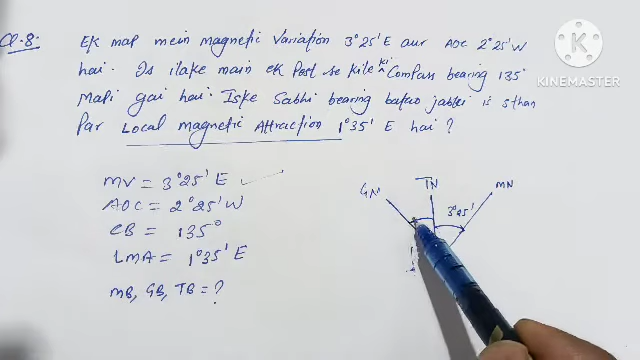 Q.8: Ek map mein magnetic Variation 3°25' E aur AOC 2°25' W
hai. Is ilake main ek Post se kile ki Compass bearing 135°
Mapi gai hai. Iske Sabhi bearing batao jabki is sthan
Par Local magnetic Attraction 1°35' E hai ?
KINEMASTER
MV = 3°25' E
AOC = 2°25' W
CB = 135°
LMA = 1°35' E
MB, GB, TB = ?
GN
TN
MN
3°25'